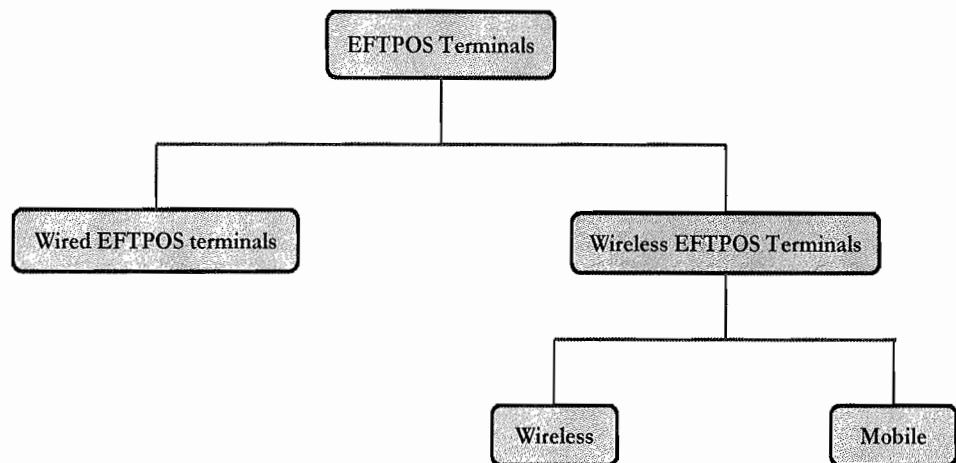 EFTPOS Terminals
Wired EFTPOS terminals
Wireless EFTPOS Terminals
Wireless
Mobile